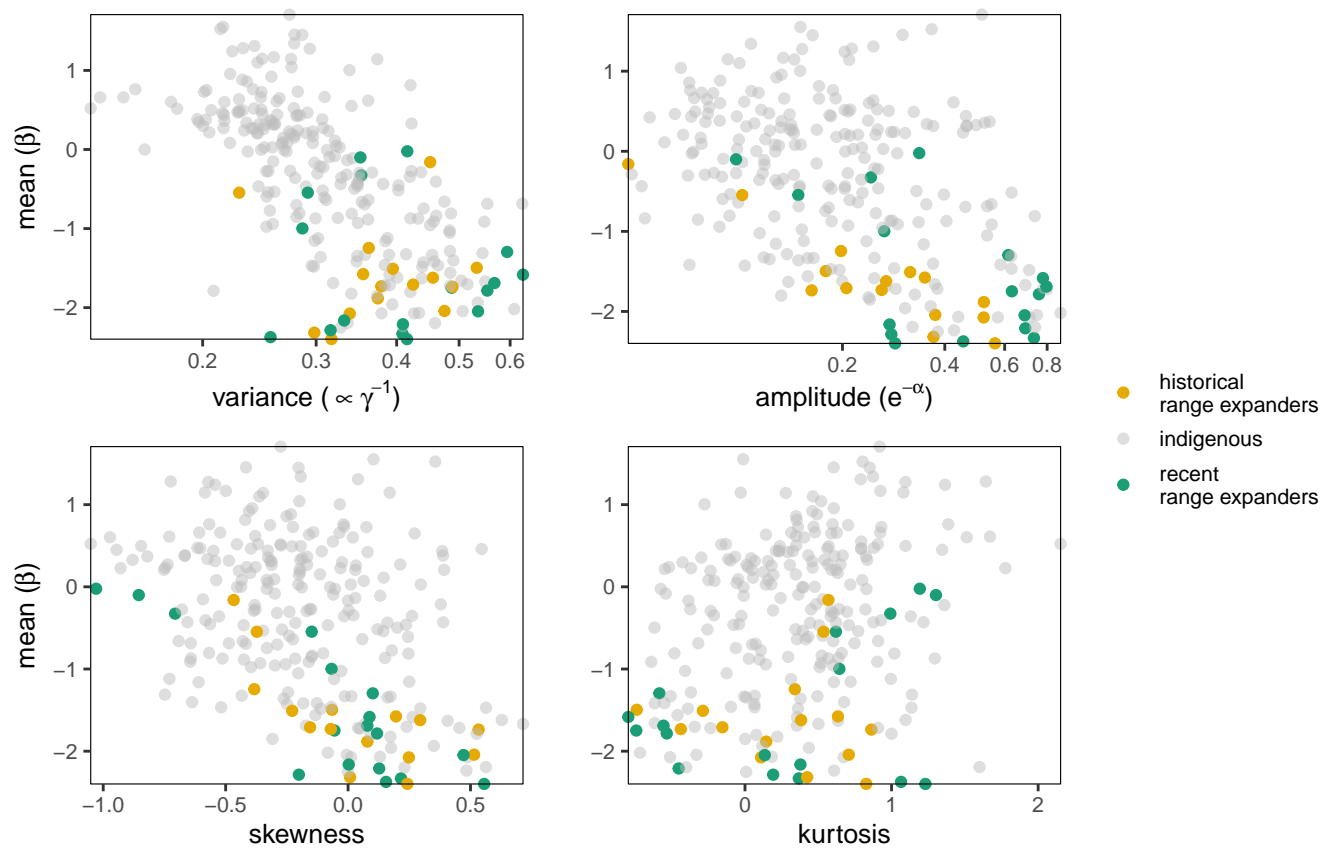 1
0
−1
−2
mean (β)
0.2
0.3
0.4
0.5
0.6
variance ( ∝ γ⁻¹)
1
0
−1
−2
0.2
0.4
0.6
0.8
amplitude (e^−α)
1
0
−1
−2
mean (β)
−1.0
−0.5
0.0
0.5
skewness
1
0
−1
−2
0
1
2
kurtosis
historical
range expanders
indigenous
recent
range expanders